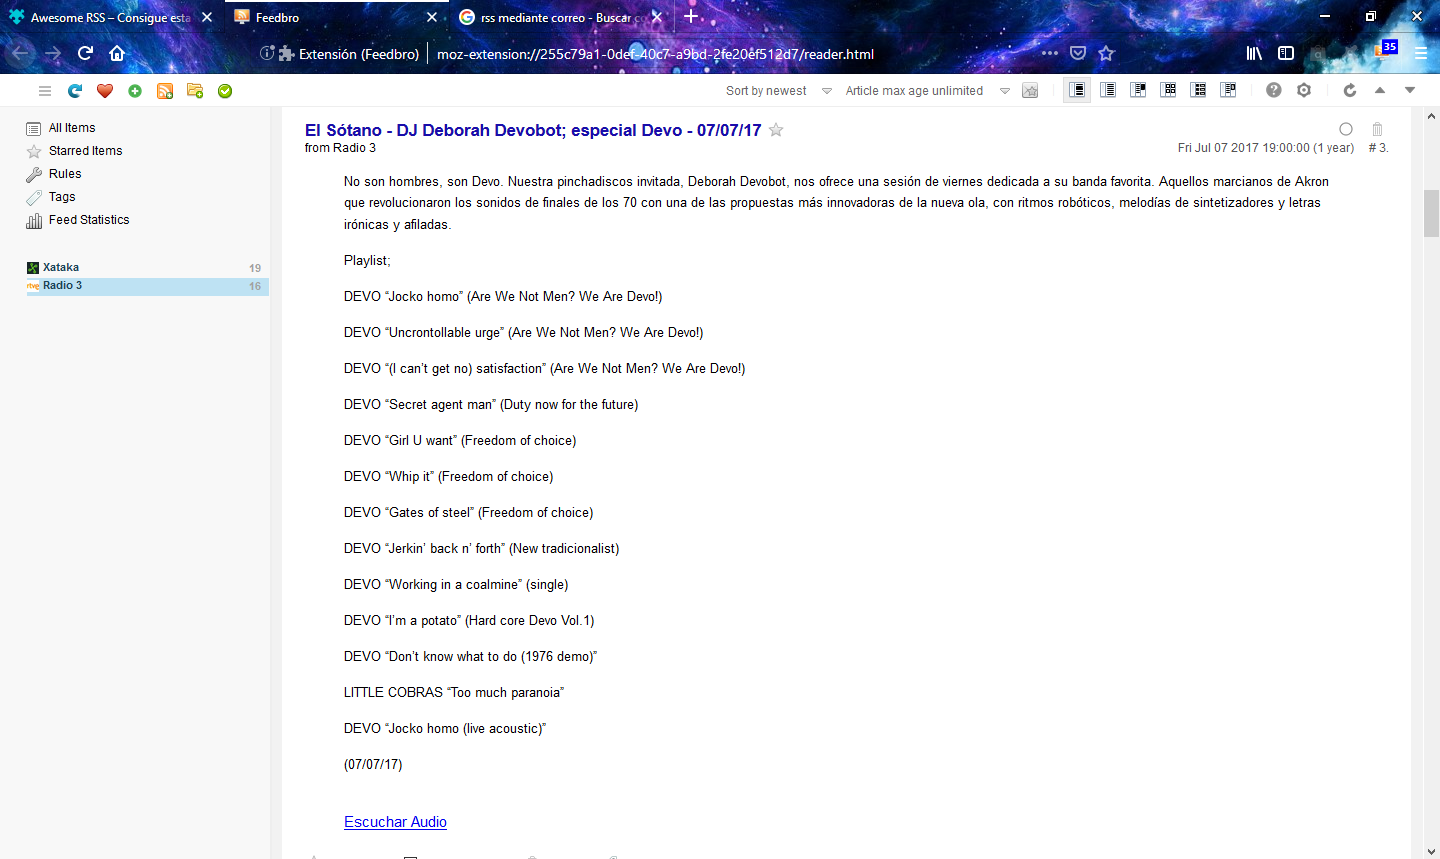 Awesome RSS – Consigue esta
Feedbro
rss mediante correo - Buscar co
Extensión (Feedbro)
moz-extension://255c79a1-0def-40c7-a9bd-2fe20ef512d7/reader.html
35
Sort by newest
Article max age unlimited
All Items
Starred Items
Rules
Tags
Feed Statistics
Xataka 19
rtve Radio 3 16
El Sótano - DJ Deborah Devobot; especial Devo - 07/07/17
from Radio 3
Fri Jul 07 2017 19:00:00 (1 year) # 3.
No son hombres, son Devo. Nuestra pinchadiscos invitada, Deborah Devobot, nos ofrece una sesión de viernes dedicada a su banda favorita. Aquellos marcianos de Akron
que revolucionaron los sonidos de finales de los 70 con una de las propuestas más innovadoras de la nueva ola, con ritmos robóticos, melodías de sintetizadores y letras
irónicas y afiladas.
Playlist;
DEVO “Jocko homo” (Are We Not Men? We Are Devo!)
DEVO “Uncrontollable urge” (Are We Not Men? We Are Devo!)
DEVO “(I can’t get no) satisfaction” (Are We Not Men? We Are Devo!)
DEVO “Secret agent man” (Duty now for the future)
DEVO “Girl U want” (Freedom of choice)
DEVO “Whip it” (Freedom of choice)
DEVO “Gates of steel” (Freedom of choice)
DEVO “Jerkin’ back n’ forth” (New tradicionalist)
DEVO “Working in a coalmine” (single)
DEVO “I’m a potato” (Hard core Devo Vol.1)
DEVO “Don’t know what to do (1976 demo)”
LITTLE COBRAS “Too much paranoia”
DEVO “Jocko homo (live acoustic)”
(07/07/17)
Escuchar Audio